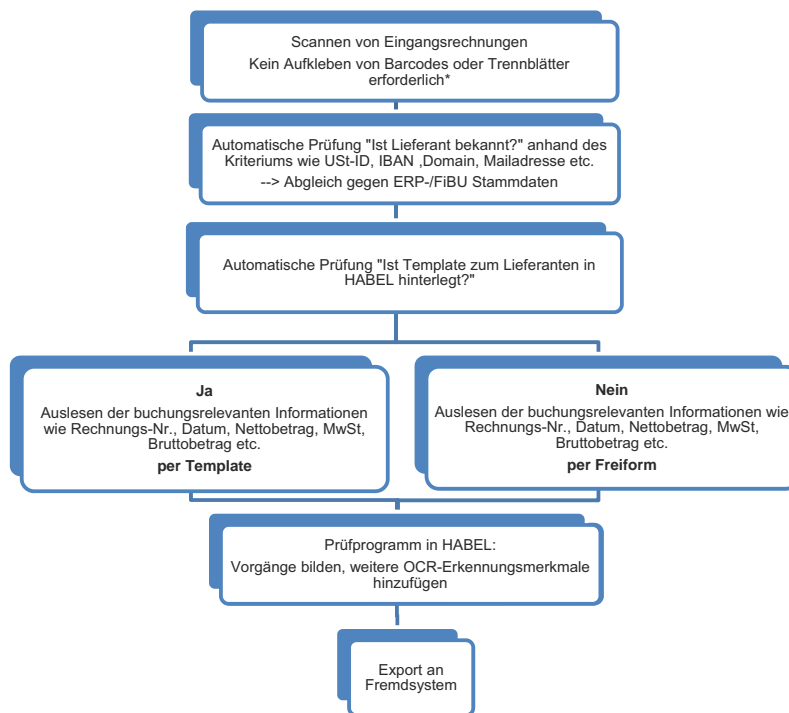 Scannen von Eingangsrechnungen
Kein Aufkleben von Barcodes oder Trennblätter
erforderlich*
Automatische Prüfung "Ist Lieferant bekannt?" anhand des
Kriteriums wie USt-ID, IBAN ,Domain, Mailadresse etc.
--> Abgleich gegen ERP-/FiBU Stammdaten
Automatische Prüfung "Ist Template zum Lieferanten in
HABEL hinterlegt?"
Ja
Auslesen der buchungsrelevanten Informationen
wie Rechnungs-Nr., Datum, Nettobetrag, MwSt,
Bruttobetrag etc.
per Template
Nein
Auslesen der buchungsrelevanten Informationen wie
Rechnungs-Nr., Datum, Nettobetrag, MwSt,
Bruttobetrag etc.
per Freiform
Prüfprogramm in HABEL:
Vorgänge bilden, weitere OCR-Erkennungsmerkmale
hinzufügen
Export an
Fremdsystem